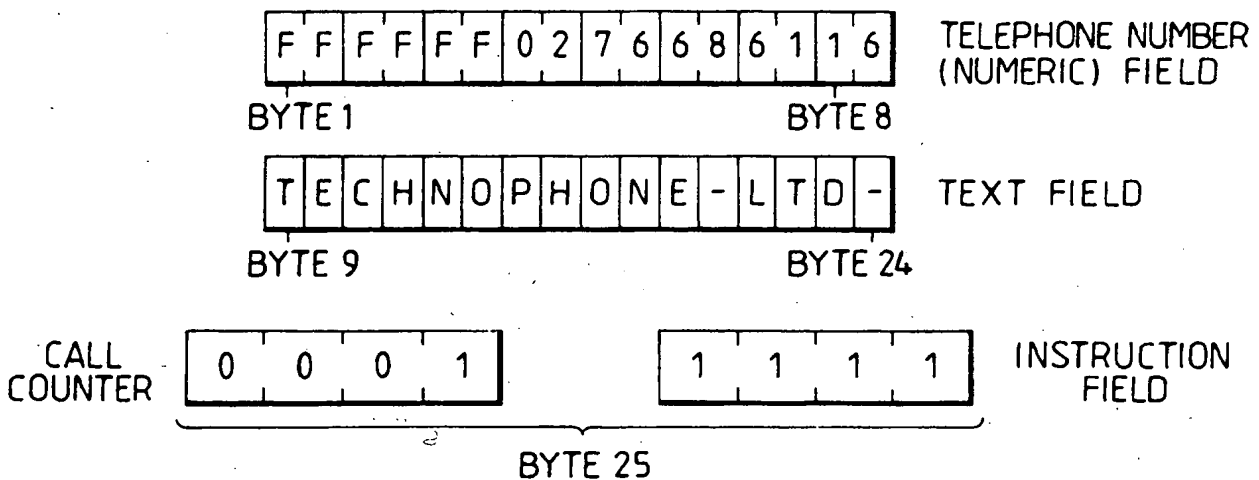 F F F F F F 0 2 7 6 6 8 6 1 1 6
TELEPHONE NUMBER
(NUMERIC) FIELD
BYTE 1
BYTE 8
T E C H N O P H O N E - L T D -
TEXT FIELD
BYTE 9
BYTE 24
CALL
COUNTER
0 0 0 1
1 1 1 1
INSTRUCTION
FIELD
BYTE 25